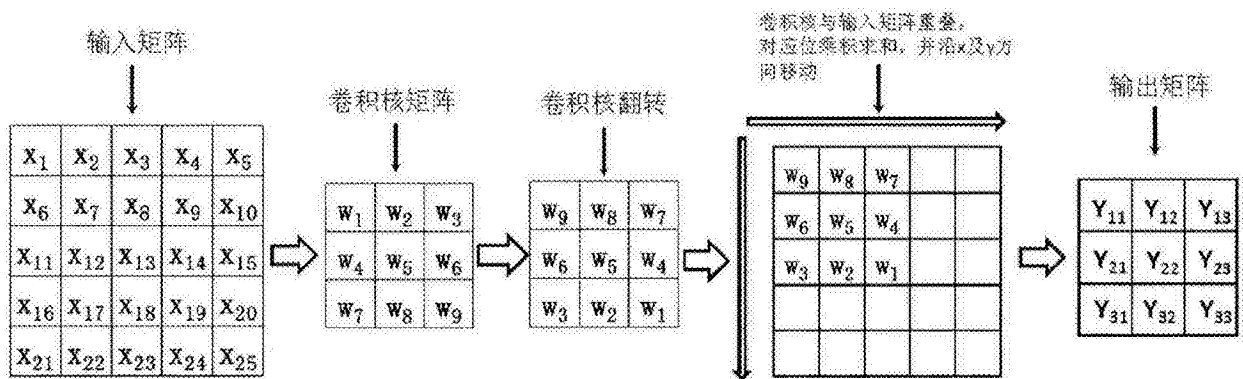 输入矩阵
X1 X2 X3 X4 X5
X6 X7 X8 X9 X10
X11 X12 X13 X14 X15
X16 X17 X18 X19 X20
X21 X22 X23 X24 X25
卷积核矩阵
W1 W2 W3
W4 W5 W6
W7 W8 W9
卷积核翻转
W9 W8 W7
W6 W5 W4
W3 W2 W1
卷积核与输入矩阵重叠,
对应位乘积求和, 并沿x及y方
向移动
W9 W8 W7
W6 W5 W4
W3 W2 W1
输出矩阵
Y11 Y12 Y13
Y21 Y22 Y23
Y31 Y32 Y33